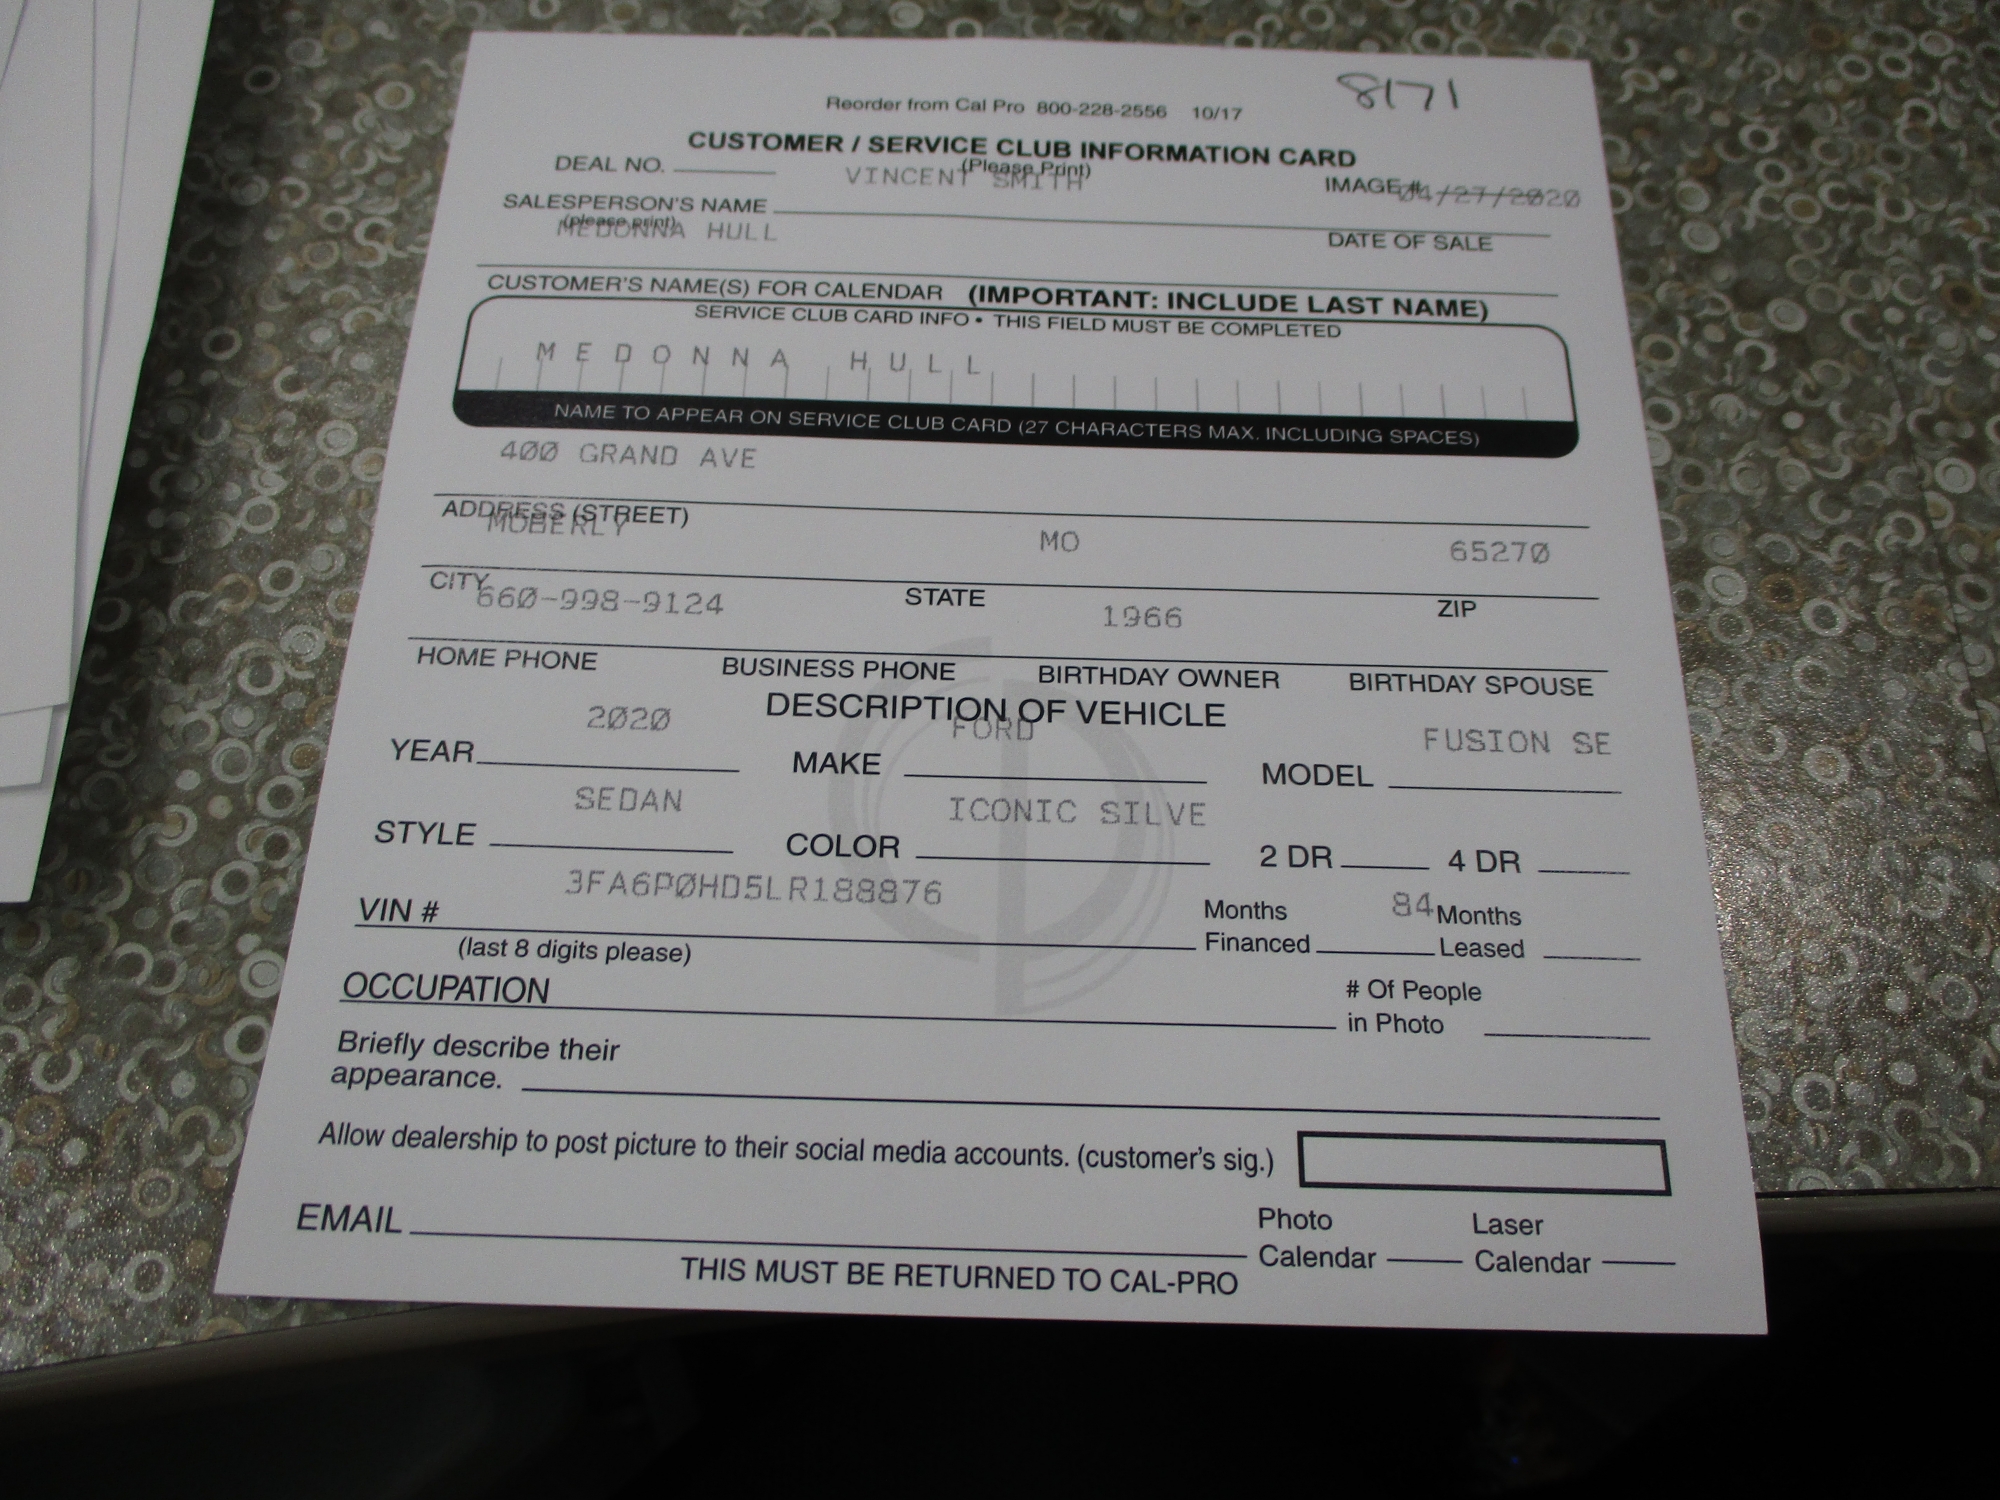 8171
Reorder from Cal Pro 800-228-2556 10/17
CUSTOMER / SERVICE CLUB INFORMATION CARD
(Please Print)
DEAL NO.
VINCENT SMITH
IMAGE# 04/27/2020
SALESPERSON'S NAME
(please print)
MEDONNA HULL
DATE OF SALE
CUSTOMER'S NAME(S) FOR CALENDAR (IMPORTANT: INCLUDE LAST NAME)
SERVICE CLUB CARD INFO • THIS FIELD MUST BE COMPLETED
MEDONNA HULL
NAME TO APPEAR ON SERVICE CLUB CARD (27 CHARACTERS MAX. INCLUDING SPACES)
400 GRAND AVE
ADDRESS (STREET)
MOBERLY MO 65270
CITY STATE ZIP
660-998-9124 1966
HOME PHONE BUSINESS PHONE BIRTHDAY OWNER BIRTHDAY SPOUSE
DESCRIPTION OF VEHICLE
2020 FORD FUSION SE
YEAR MAKE MODEL
SEDAN ICONIC SILVE
STYLE COLOR 2 DR 4 DR
3FA6P0HD5LR188876 84
VIN # Months Financed Months Leased
(last 8 digits please)
OCCUPATION # Of People in Photo
Briefly describe their
appearance.
Allow dealership to post picture to their social media accounts. (customer's sig.)
EMAIL Photo Calendar Laser Calendar
THIS MUST BE RETURNED TO CAL-PRO